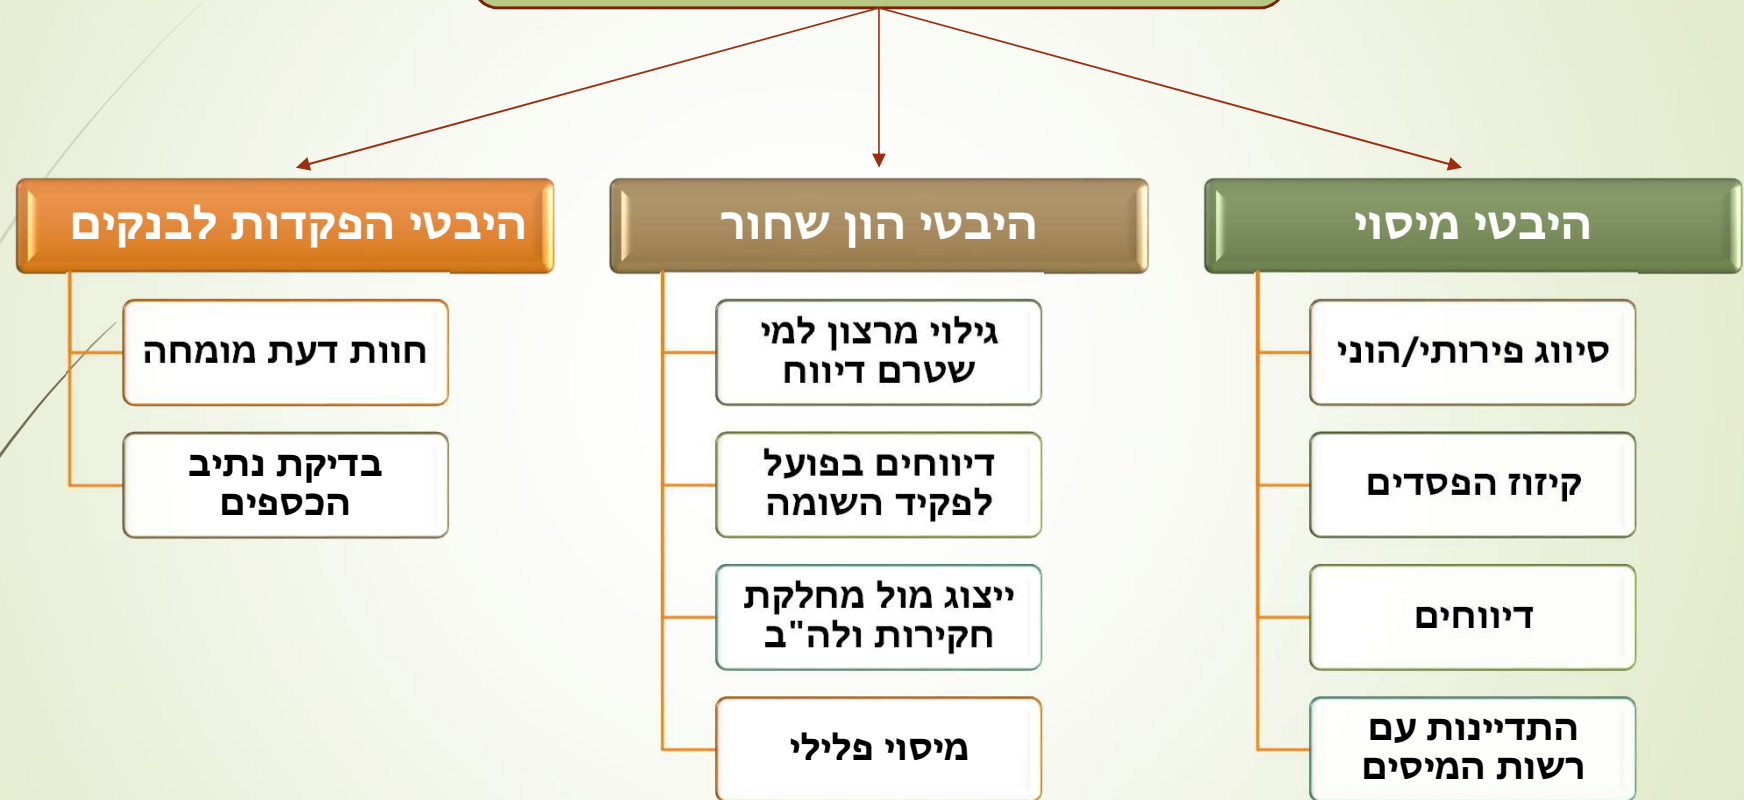 היבטי מיסוי
סיווג פירותי/הוני
קיזוז הפסדים
דיווחים
התדיינות עם
רשות המיסים
היבטי הון שחור
גילוי מרצון למי
שטרם דיווח
דיווחים בפועל
לפקיד השומה
ייצוג מול מחלקת
חקירות ולה"ב
מיסוי פלילי
היבטי הפקדות לבנקים
חוות דעת מומחה
בדיקת נתיב
הכספים